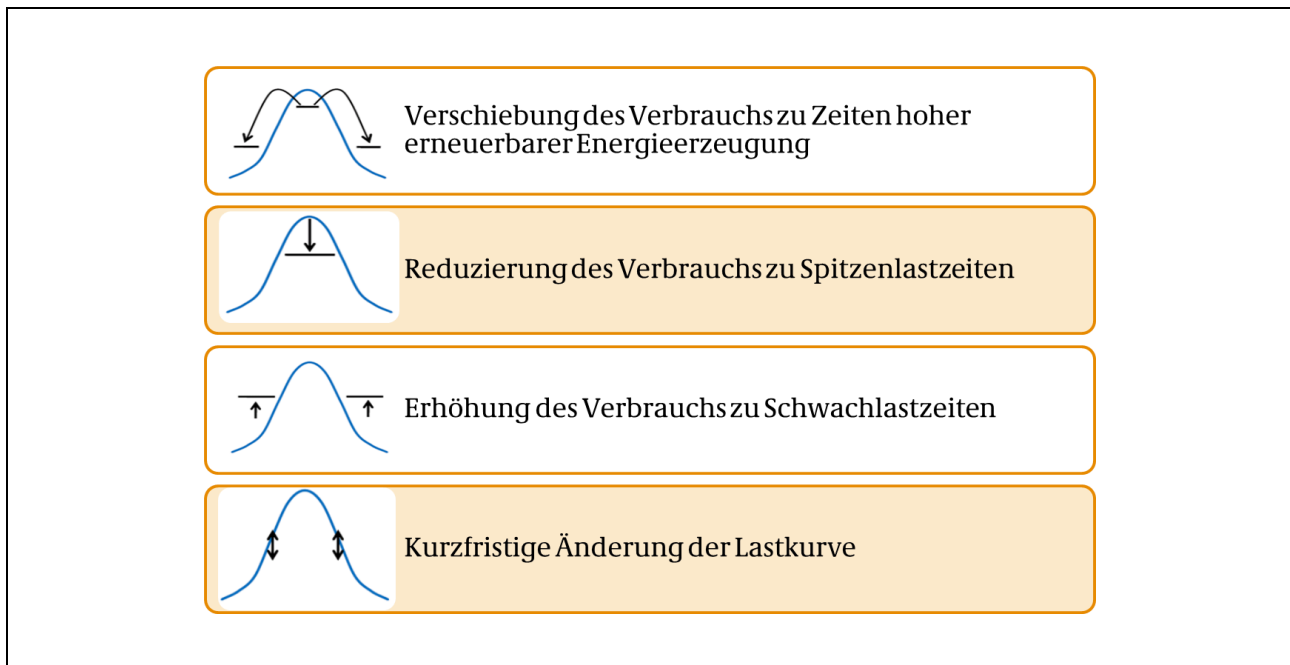 Verschiebung des Verbrauchs zu Zeiten hoher
erneuerbarer Energieerzeugung
Reduzierung des Verbrauchs zu Spitzenlastzeiten
Erhöhung des Verbrauchs zu Schwachlastzeiten
Kurzfristige Änderung der Lastkurve